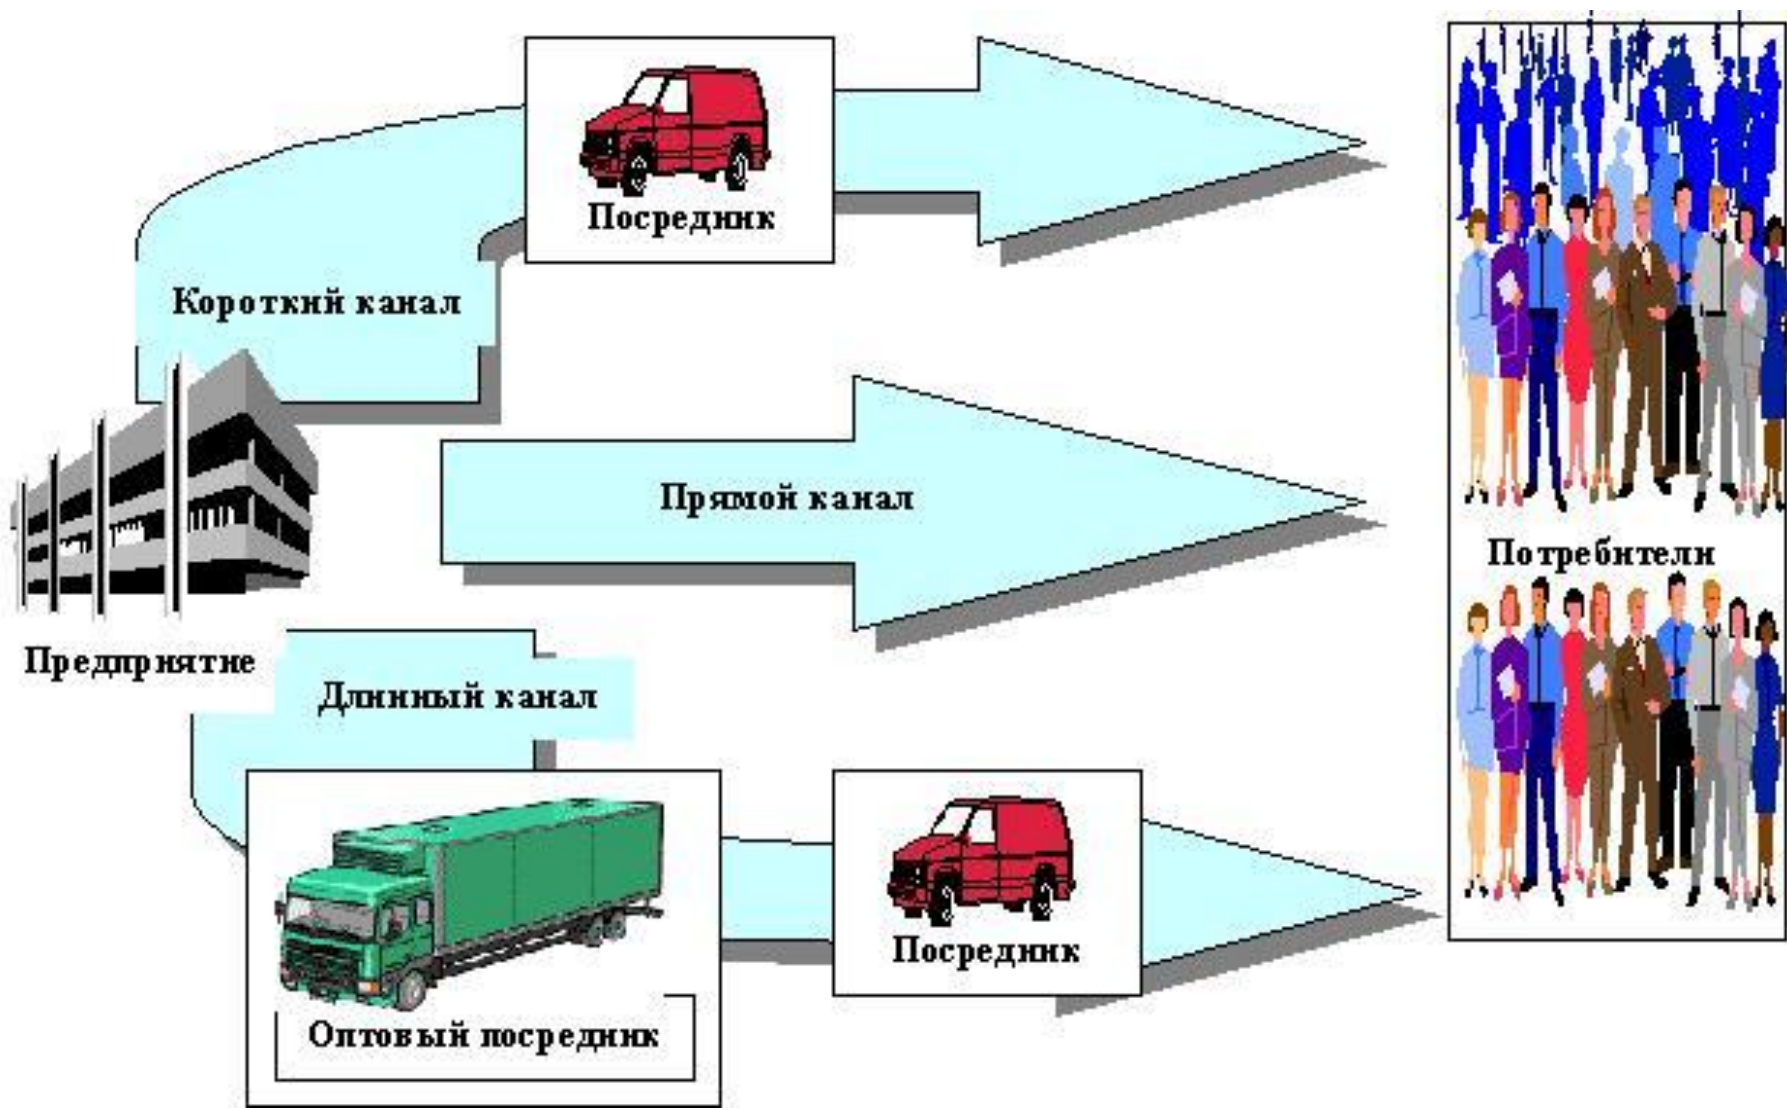 Посредник
Короткий канал
Прямой канал
Потребители
Предприятие
Длинный канал
Посредник
Оптовый посредник